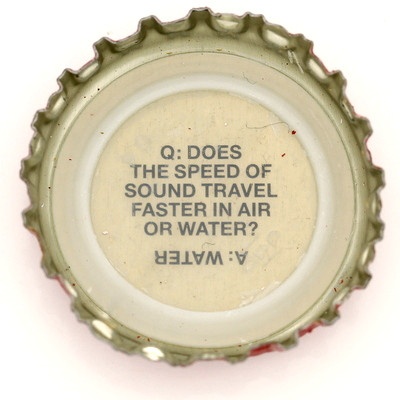 Q: DOES
THE SPEED OF
SOUND TRAVEL
FASTER IN AIR
OR WATER?
A: WATER